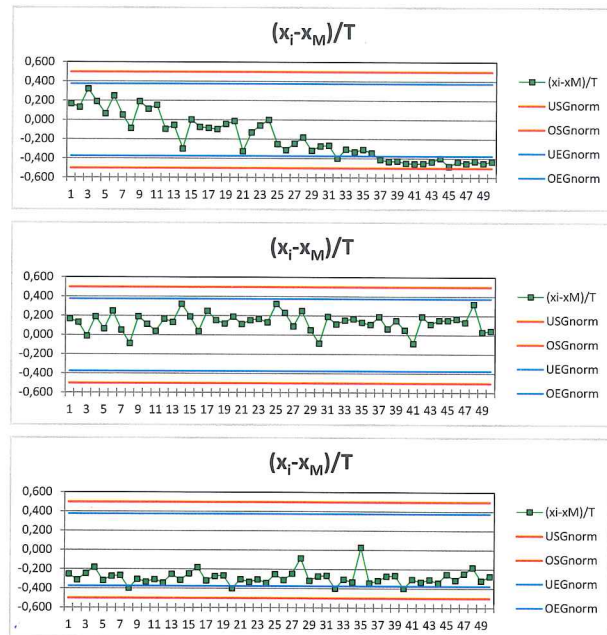 (xᵢ-x_M)/T
0,600
0,400
0,200
0,000
-0,200
-0,400
-0,600
1 3 5 7 9 11 13 15 17 19 21 23 25 27 29 31 33 35 37 39 41 43 45 47 49
(xi-xM)/T
USGnorm
OSGnorm
UEGnorm
OEGnorm
(xᵢ-x_M)/T
0,600
0,400
0,200
0,000
-0,200
-0,400
-0,600
1 3 5 7 9 11 13 15 17 19 21 23 25 27 29 31 33 35 37 39 41 43 45 47 49
(xi-xM)/T
USGnorm
OSGnorm
UEGnorm
OEGnorm
(xᵢ-x_M)/T
0,600
0,400
0,200
0,000
-0,200
-0,400
-0,600
1 3 5 7 9 11 13 15 17 19 21 23 25 27 29 31 33 35 37 39 41 43 45 47 49
(xi-xM)/T
USGnorm
OSGnorm
UEGnorm
OEGnorm